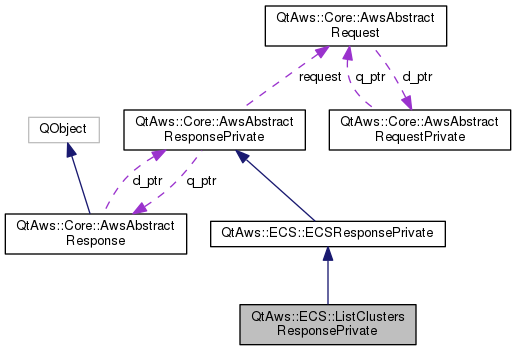 QtAws::Core::AwsAbstract
Request
request
q_ptr
d_ptr
QtAws::Core::AwsAbstract
ResponsePrivate
QtAws::Core::AwsAbstract
RequestPrivate
QObject
d_ptr
q_ptr
QtAws::Core::AwsAbstract
Response
QtAws::ECS::ECSResponsePrivate
QtAws::ECS::ListClusters
ResponsePrivate